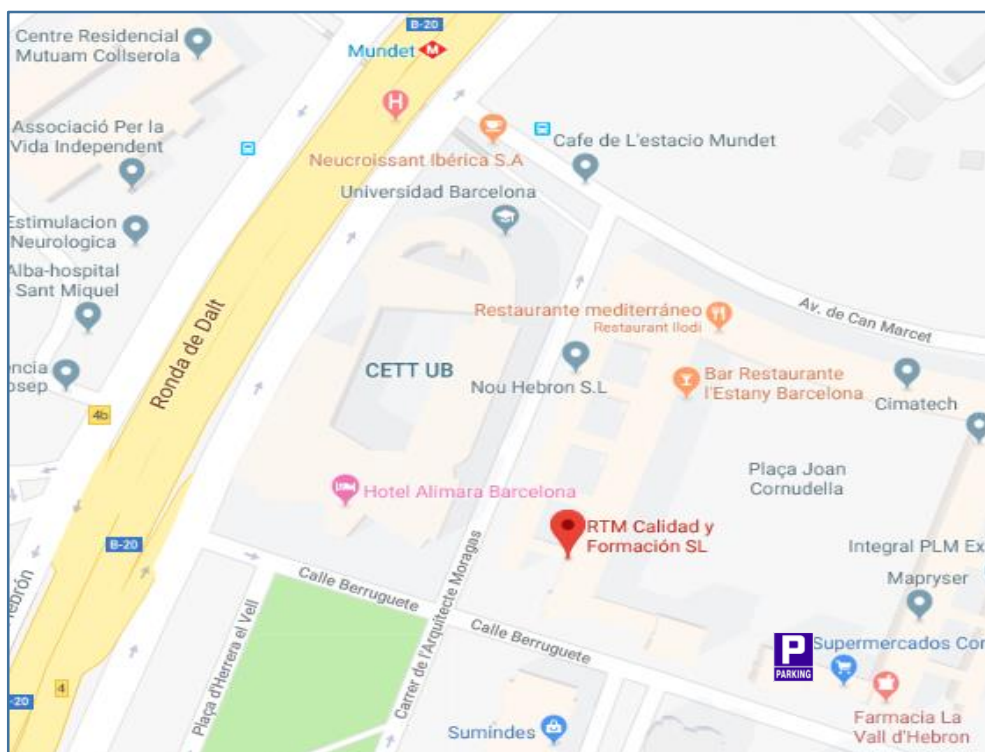 B-20
Centre Residencial
Mutuam Collserola
Mundet
M
H
Associació Per la
Vida Independent
Neucroissant Ibérica S.A
Cafe de L'estacio Mundet
Universidad Barcelona
Estimulacion
Neurologica
Alba-hospital
Sant Miquel
Restaurante mediterráneo
Restaurant Ilodi
Av. de Can Marcet
Ronda de Dalt
CETT UB
Nou Hebron S.L
Bar Restaurante
l'Estany Barcelona
Cimatech
encia
osep
4b
Plaça Joan
Cornudella
Hotel Alimara Barcelona
RTM Calidad y
Formación SL
B-20
Integral PLM Ex
Mapryser
Calle Berruguete
Calle Berruguete
Carrer de l'Arquitecte Moragas
Plaça d'Herrera el Vell
ebrón
P
PARKING
Supermercados Con
-20
4
Sumindes
Farmacia La
Vall d'Hebron